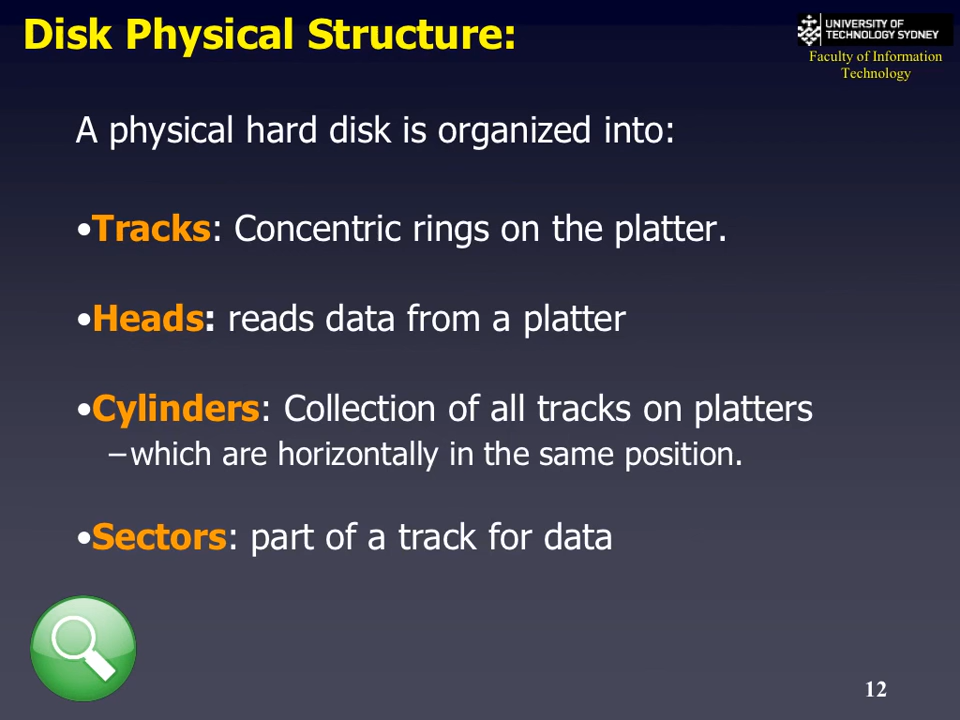 Disk Physical Structure:
UNIVERSITY OF
TECHNOLOGY SYDNEY
Faculty of Information
Technology
A physical hard disk is organized into:
•Tracks: Concentric rings on the platter.
•Heads: reads data from a platter
•Cylinders: Collection of all tracks on platters
–which are horizontally in the same position.
•Sectors: part of a track for data
12